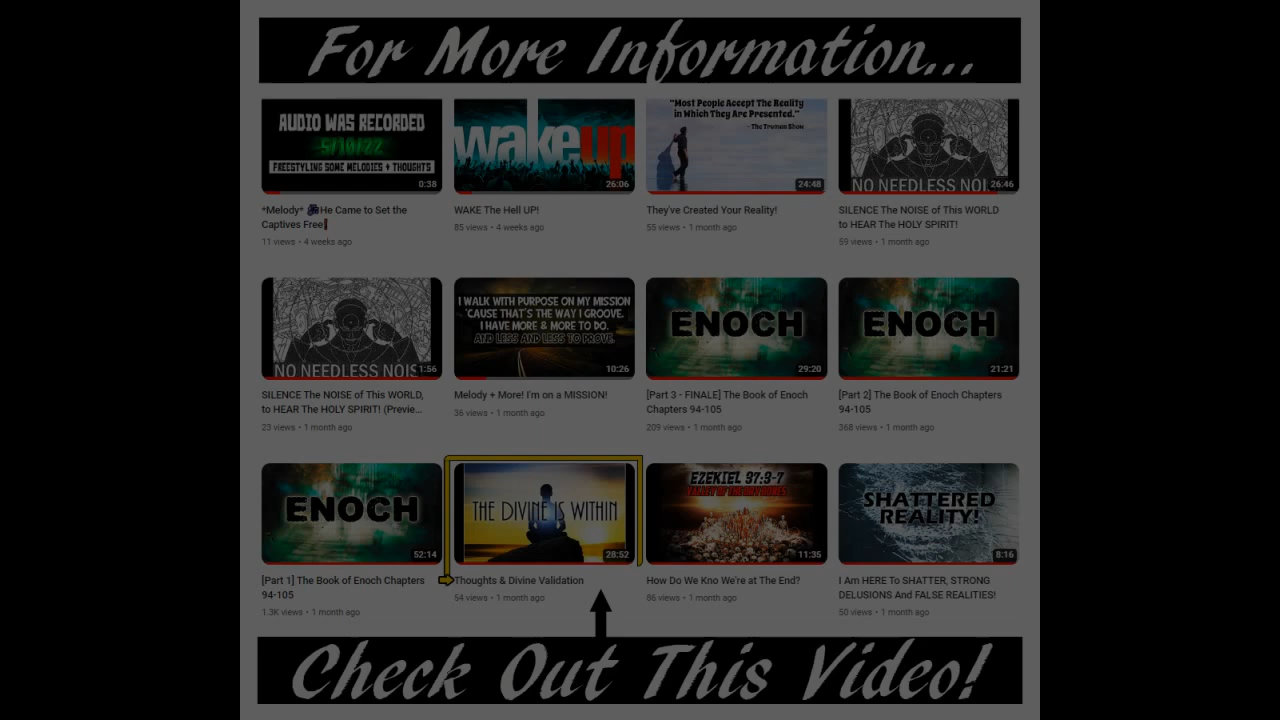 For More Information...
AUDIO WAS RECORDED
5/10/22
FREESTYLING SOME MELODIES + THOUGHTS
0:38
*Melody* He Came to Set the
Captives Free
11 views • 4 weeks ago
wakeup
26:06
WAKE The Hell UP!
85 views • 4 weeks ago
"Most People Accept The Reality
in Which They Are Presented."
- The Truman Show
24:48
They've Created Your Reality!
55 views • 1 month ago
NO NEEDLESS NOI
26:46
SILENCE The NOISE of This WORLD
to HEAR The HOLY SPIRIT!
59 views • 1 month ago
NO NEEDLESS NOIS
1:56
SILENCE The NOISE of This WORLD,
to HEAR The HOLY SPIRIT! (Previe...
23 views • 1 month ago
I WALK WITH PURPOSE ON MY MISSION
'CAUSE THAT'S THE WAY I GROOVE.
I HAVE MORE & MORE TO DO.
AND LESS AND LESS TO PROVE.
10:26
Melody + More! I'm on a MISSION!
36 views • 1 month ago
ENOCH
29:20
[Part 3 - FINALE] The Book of Enoch
Chapters 94-105
209 views • 1 month ago
ENOCH
21:21
[Part 2] The Book of Enoch Chapters
94-105
368 views • 1 month ago
ENOCH
52:14
[Part 1] The Book of Enoch Chapters
94-105
1.3K views • 1 month ago
THE DIVINE IS WITHIN
28:52
Thoughts & Divine Validation
54 views • 1 month ago
EZEKIEL 37:3-7
VALLEY OF THE DRY BONES
11:35
How Do We Kno We're at The End?
86 views • 1 month ago
SHATTERED
REALITY!
8:16
I Am HERE To SHATTER, STRONG
DELUSIONS And FALSE REALITIES!
50 views • 1 month ago
Check Out This Video!